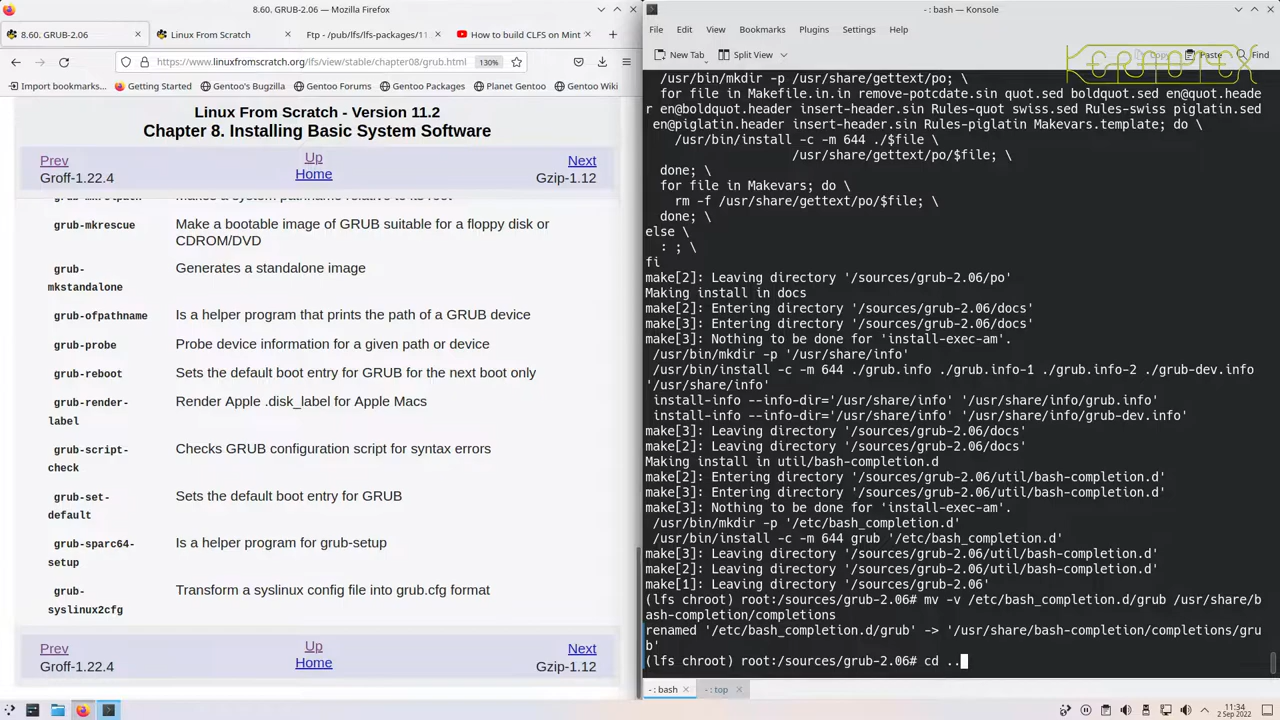 8.60. GRUB-2.06 — Mozilla Firefox
8.60. GRUB-2.06
Linux From Scratch
Ftp - /pub/lfs/lfs-packages/11
How to build CLFS on Mint
https://www.linuxfromscratch.org/lfs/view/stable/chapter08/grub.html
130%
Import bookmarks...
Getting Started
Gentoo's Bugzilla
Gentoo Forums
Gentoo Packages
Planet Gentoo
Gentoo Wiki
Linux From Scratch - Version 11.2
Chapter 8. Installing Basic System Software
Prev
Up
Next
Groff-1.22.4
Home
Gzip-1.12
grub-mkrelpath
Makes a system pathname relative to its root
grub-mkrescue
Make a bootable image of GRUB suitable for a floppy disk or
CDROM/DVD
grub-
mkstandalone
Generates a standalone image
grub-ofpathname
Is a helper program that prints the path of a GRUB device
grub-probe
Probe device information for a given path or device
grub-reboot
Sets the default boot entry for GRUB for the next boot only
grub-render-
label
Render Apple .disk_label for Apple Macs
grub-script-
check
Checks GRUB configuration script for syntax errors
grub-set-
default
Sets the default boot entry for GRUB
grub-sparc64-
setup
Is a helper program for grub-setup
grub-
syslinux2cfg
Transform a syslinux config file into grub.cfg format
Prev
Up
Next
Groff-1.22.4
Home
Gzip-1.12
- : bash — Konsole
File Edit View Bookmarks Plugins Settings Help
New Tab
Split View
Paste
Find
KERNOTEX
/usr/bin/mkdir -p /usr/share/gettext/po; \
for file in Makefile.in.in remove-potcdate.sin quot.sed boldquot.sed en@quot.heade
r en@boldquot.header insert-header.sin Rules-quot swiss.sed Rules-swiss piglatin.sed
en@piglatin.header insert-header.sin Rules-piglatin Makevars.template; do \
/usr/bin/install -c -m 644 ./$file \
/usr/share/gettext/po/$file; \
done; \
for file in Makevars; do \
rm -f /usr/share/gettext/po/$file; \
done; \
else \
: ; \
fi
make[2]: Leaving directory '/sources/grub-2.06/po'
Making install in docs
make[2]: Entering directory '/sources/grub-2.06/docs'
make[3]: Entering directory '/sources/grub-2.06/docs'
make[3]: Nothing to be done for 'install-exec-am'.
/usr/bin/mkdir -p '/usr/share/info'
/usr/bin/install -c -m 644 ./grub.info ./grub.info-1 ./grub.info-2 ./grub-dev.info
'/usr/share/info'
install-info --info-dir='/usr/share/info' '/usr/share/info/grub.info'
install-info --info-dir='/usr/share/info' '/usr/share/info/grub-dev.info'
make[3]: Leaving directory '/sources/grub-2.06/docs'
make[2]: Leaving directory '/sources/grub-2.06/docs'
Making install in util/bash-completion.d
make[2]: Entering directory '/sources/grub-2.06/util/bash-completion.d'
make[3]: Entering directory '/sources/grub-2.06/util/bash-completion.d'
make[3]: Nothing to be done for 'install-exec-am'.
/usr/bin/mkdir -p '/etc/bash_completion.d'
/usr/bin/install -c -m 644 grub '/etc/bash_completion.d'
make[3]: Leaving directory '/sources/grub-2.06/util/bash-completion.d'
make[2]: Leaving directory '/sources/grub-2.06/util/bash-completion.d'
make[1]: Leaving directory '/sources/grub-2.06'
(lfs chroot) root:/sources/grub-2.06# mv -v /etc/bash_completion.d/grub /usr/share/b
ash-completion/completions
renamed '/etc/bash_completion.d/grub' -> '/usr/share/bash-completion/completions/gru
b'
(lfs chroot) root:/sources/grub-2.06# cd ..
- : bash
- : top
11:34
2 Sep 2022